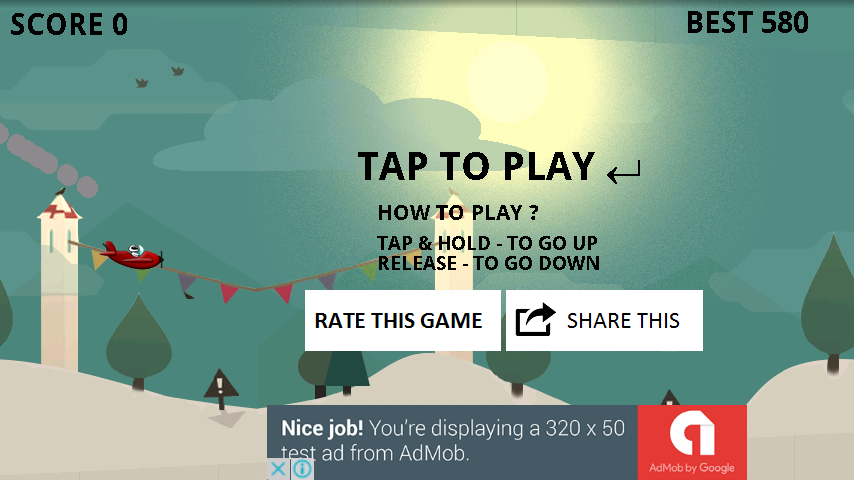 SCORE 0
BEST 580
TAP TO PLAY
HOW TO PLAY ?
TAP & HOLD - TO GO UP
RELEASE - TO GO DOWN
RATE THIS GAME
SHARE THIS
Nice job! You're displaying a 320 x 50
test ad from AdMob.
AdMob by Google